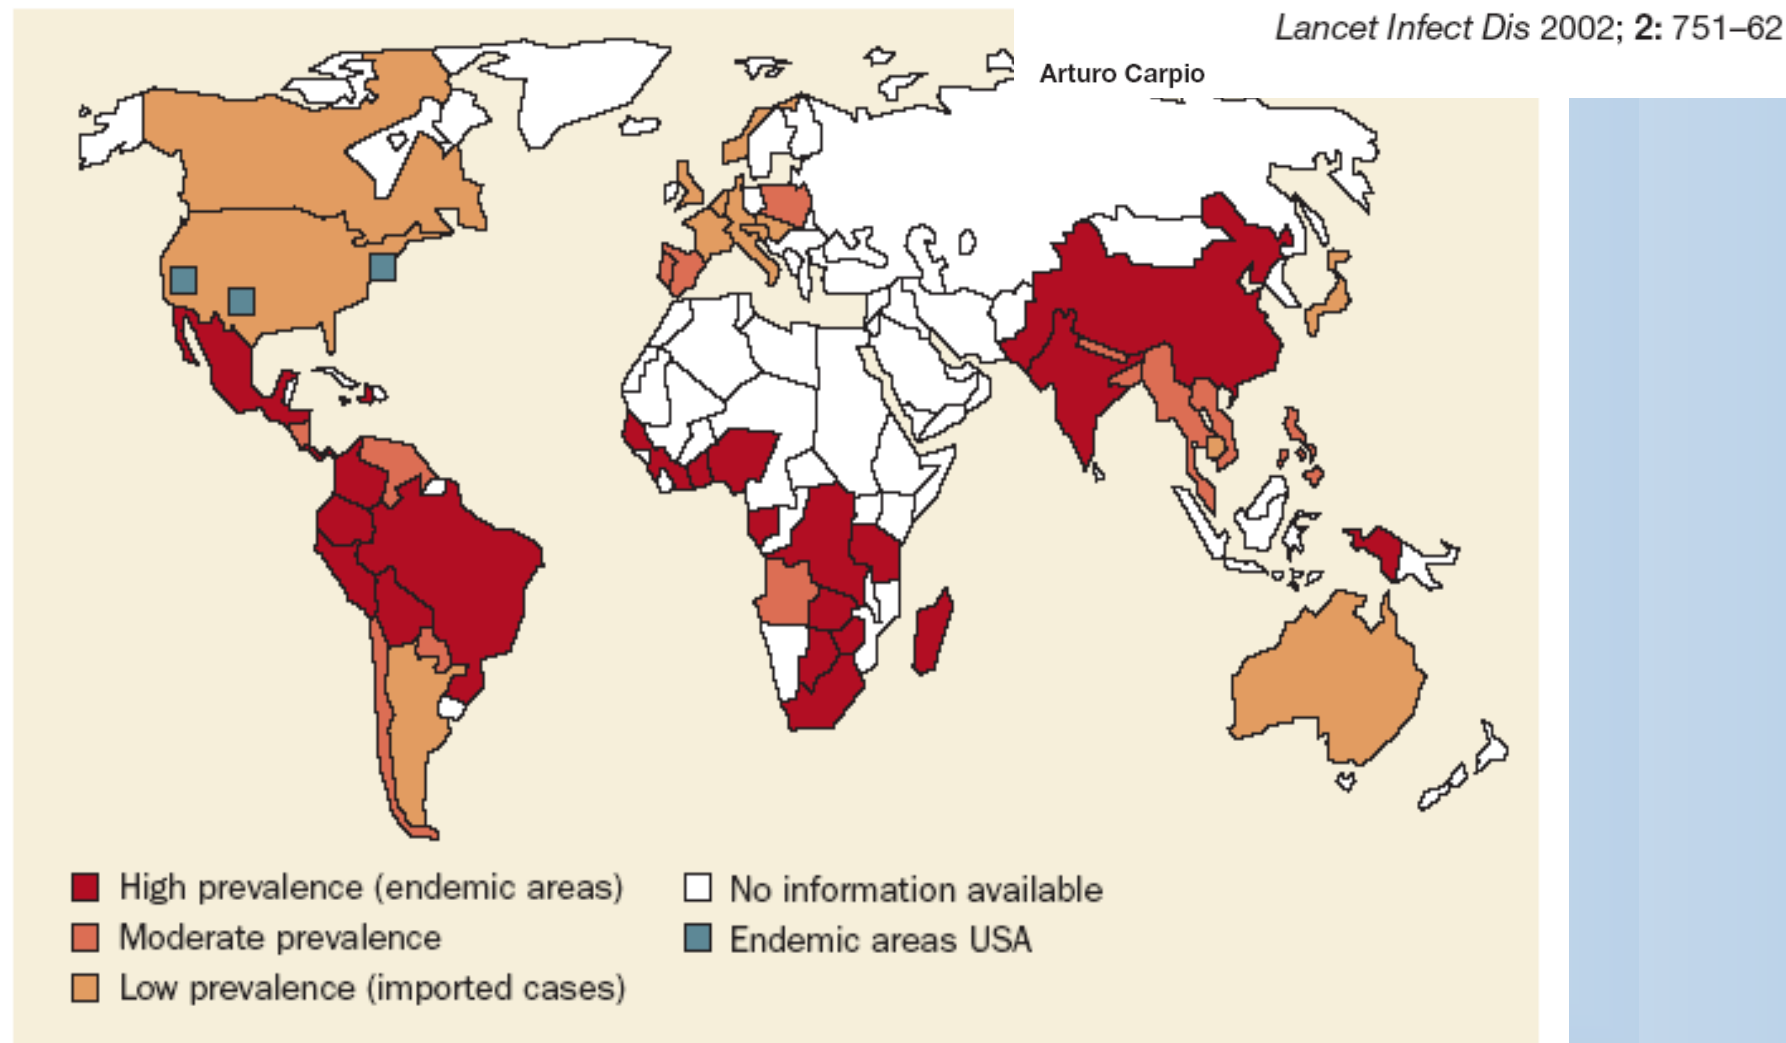 Lancet Infect Dis 2002; 2: 751–62
Arturo Carpio
High prevalence (endemic areas)
Moderate prevalence
Low prevalence (imported cases)
No information available
Endemic areas USA